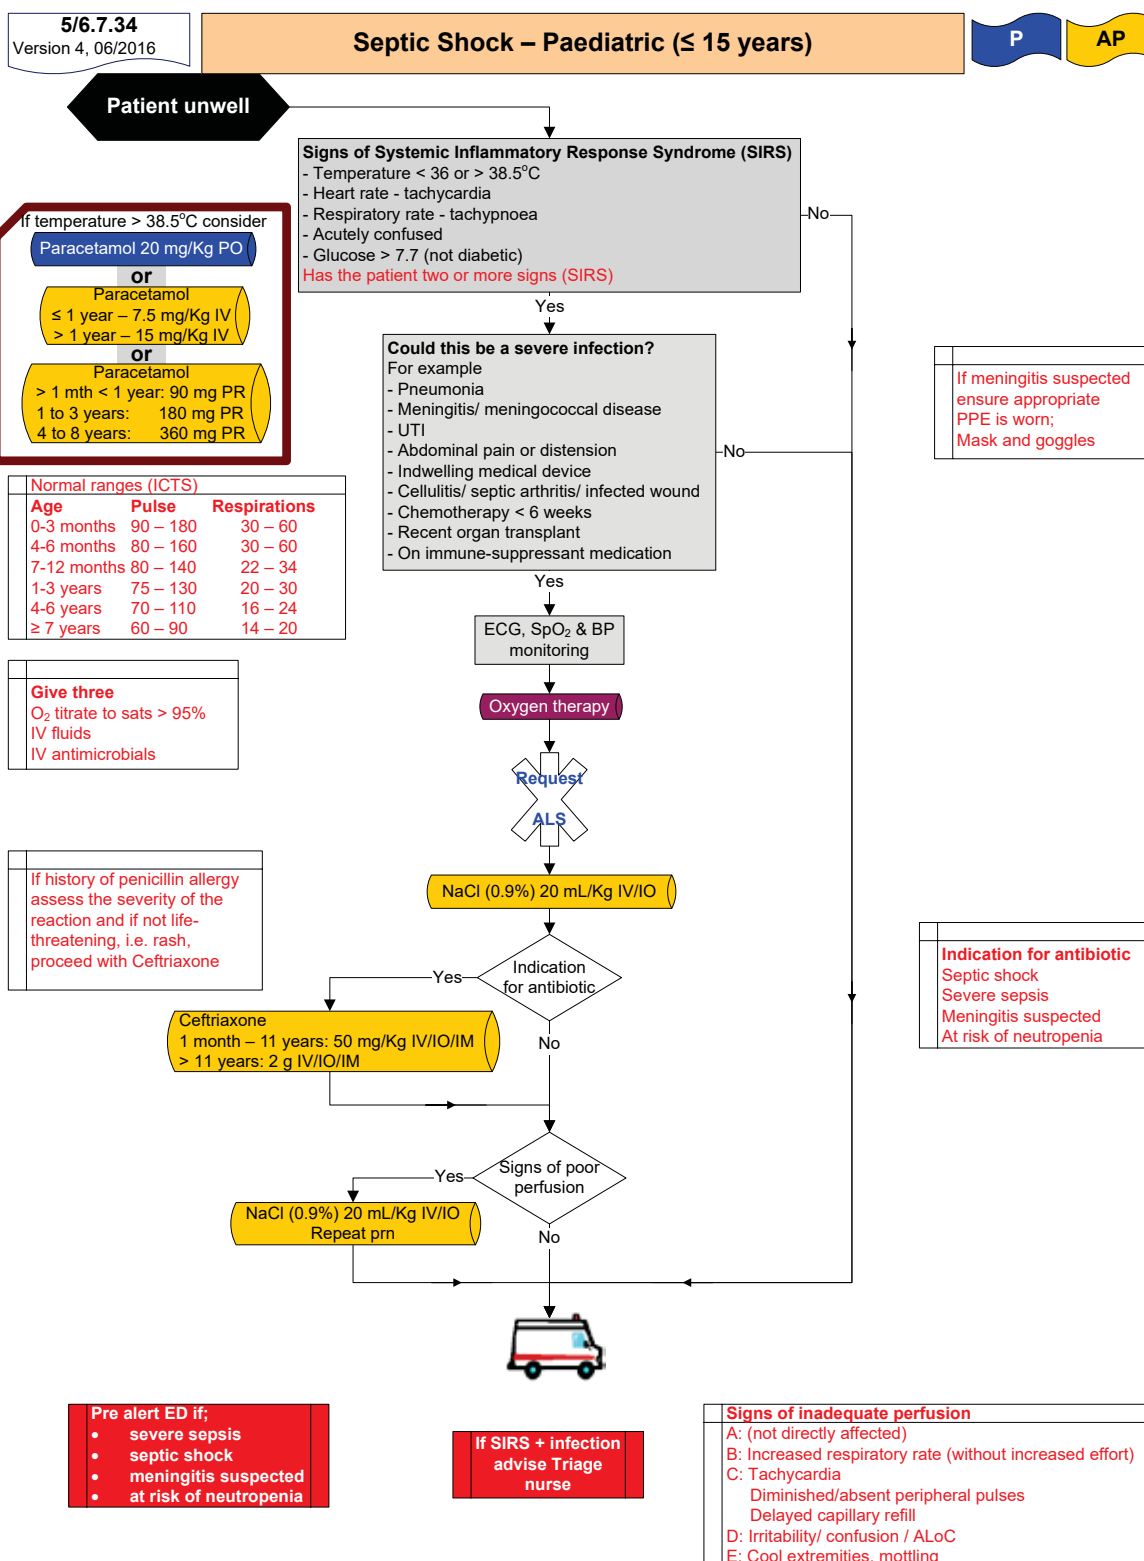 5/6.7.34
Version 4, 06/2016
Septic Shock – Paediatric (≤ 15 years)
P
AP
Patient unwell
Signs of Systemic Inflammatory Response Syndrome (SIRS)
- Temperature < 36 or > 38.5°C
- Heart rate - tachycardia
- Respiratory rate - tachypnoea
- Acutely confused
- Glucose > 7.7 (not diabetic)
Has the patient two or more signs (SIRS)
No
Yes
If temperature > 38.5°C consider
Paracetamol 20 mg/Kg PO
or
Paracetamol
≤ 1 year – 7.5 mg/Kg IV
> 1 year – 15 mg/Kg IV
or
Paracetamol
> 1 mth < 1 year: 90 mg PR
1 to 3 years: 180 mg PR
4 to 8 years: 360 mg PR
Could this be a severe infection?
For example
- Pneumonia
- Meningitis/ meningococcal disease
- UTI
- Abdominal pain or distension
- Indwelling medical device
- Cellulitis/ septic arthritis/ infected wound
- Chemotherapy < 6 weeks
- Recent organ transplant
- On immune-suppressant medication
No
Yes
If meningitis suspected
ensure appropriate
PPE is worn;
Mask and goggles
Normal ranges (ICTS)
Age Pulse Respirations
0-3 months 90 – 180 30 – 60
4-6 months 80 – 160 30 – 60
7-12 months 80 – 140 22 – 34
1-3 years 75 – 130 20 – 30
4-6 years 70 – 110 16 – 24
≥ 7 years 60 – 90 14 – 20
ECG, SpO₂ & BP
monitoring
Give three
O₂ titrate to sats > 95%
IV fluids
IV antimicrobials
Oxygen therapy
Request
ALS
If history of penicillin allergy
assess the severity of the
reaction and if not life-
threatening, i.e. rash,
proceed with Ceftriaxone
NaCl (0.9%) 20 mL/Kg IV/IO
Indication
for antibiotic
Yes
No
Indication for antibiotic
Septic shock
Severe sepsis
Meningitis suspected
At risk of neutropenia
Ceftriaxone
1 month – 11 years: 50 mg/Kg IV/IO/IM
> 11 years: 2 g IV/IO/IM
Signs of poor
perfusion
Yes
No
NaCl (0.9%) 20 mL/Kg IV/IO
Repeat prn
Pre alert ED if;
• severe sepsis
• septic shock
• meningitis suspected
• at risk of neutropenia
If SIRS + infection
advise Triage
nurse
Signs of inadequate perfusion
A: (not directly affected)
B: Increased respiratory rate (without increased effort)
C: Tachycardia
Diminished/absent peripheral pulses
Delayed capillary refill
D: Irritability/ confusion / ALoC
E: Cool extremities, mottling